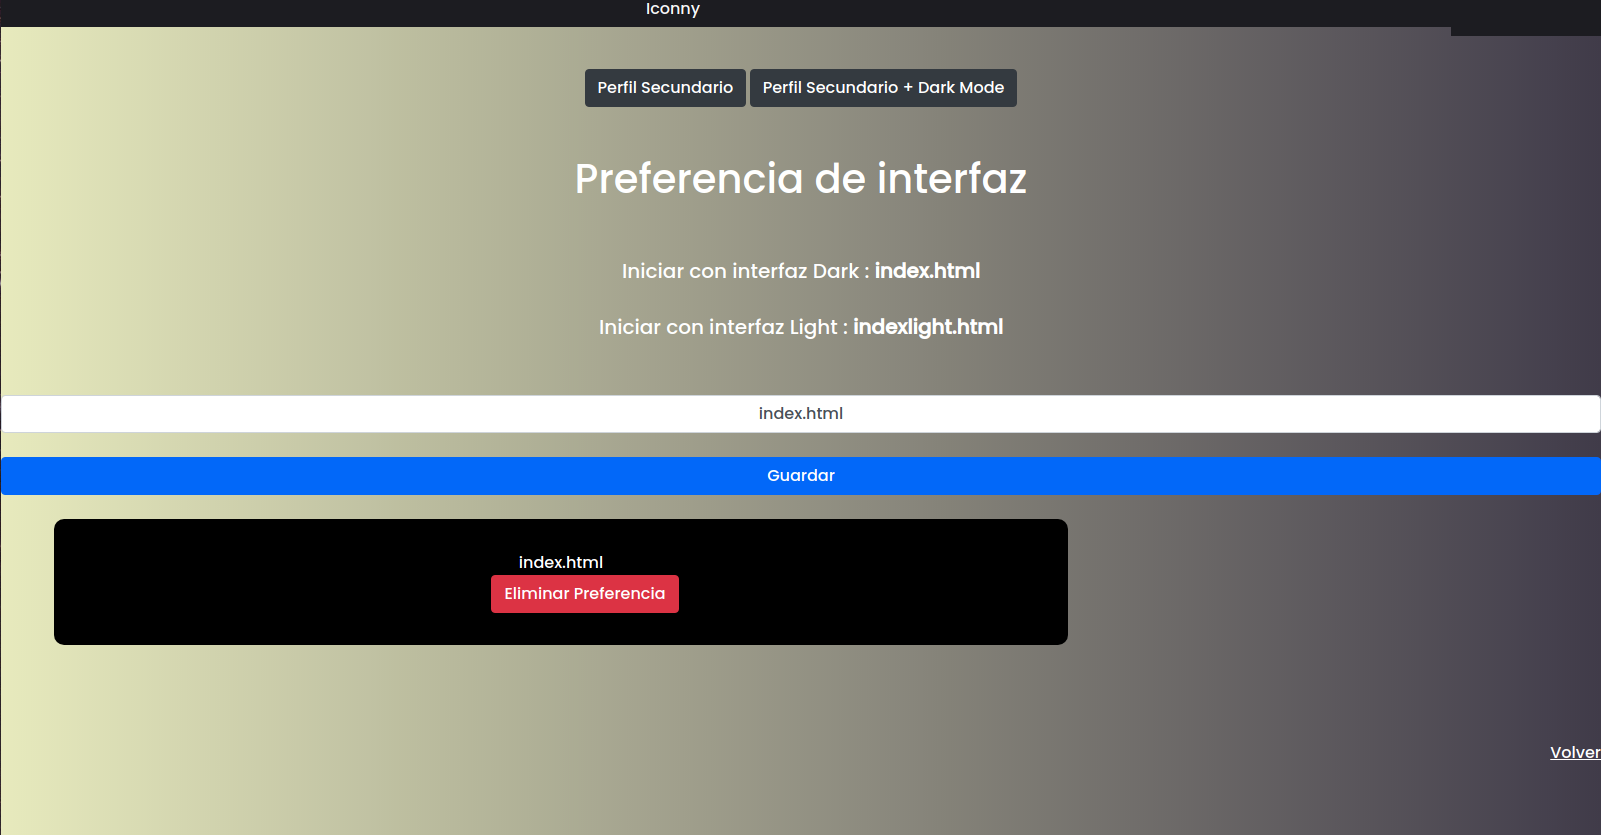 Iconny
Perfil Secundario Perfil Secundario + Dark Mode
Preferencia de interfaz
Iniciar con interfaz Dark : index.html
Iniciar con interfaz Light : indexlight.html
index.html
Guardar
index.html
Eliminar Preferencia
Volver